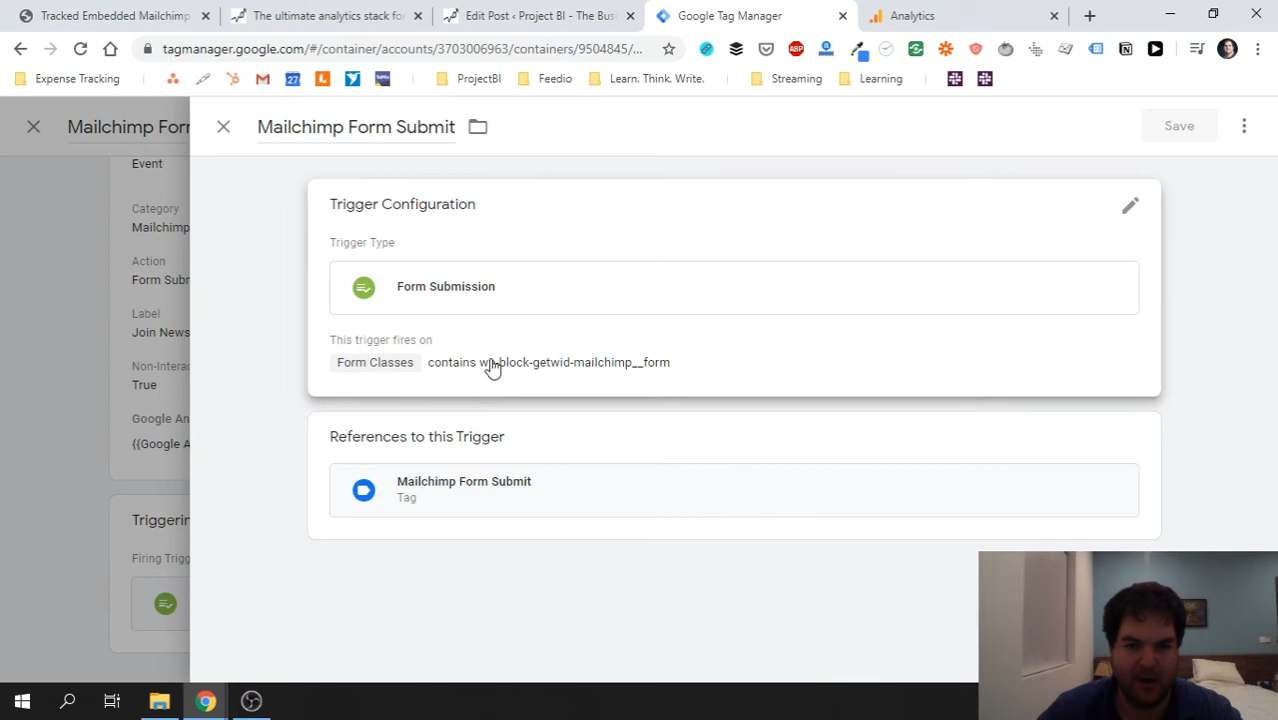 Tracked Embedded Mailchimp
The ultimate analytics stack for
Edit Post ‹ Project BI - The Bus
Google Tag Manager
Analytics
tagmanager.google.com/#/container/accounts/3703006963/containers/9504845/...
Expense Tracking
27
ProjectBI
Feedio
Learn. Think. Write.
Streaming
Learning
Mailchimp For
Mailchimp Form Submit
Save
Event
Category
Mailchimp
Action
Form Subr
Label
Join News
Non-Interac
True
Google An
{{Google A
Triggerin
Firing Trigg
Trigger Configuration
Trigger Type
Form Submission
This trigger fires on
Form Classes contains wp-block-getwid-mailchimp__form
References to this Trigger
Mailchimp Form Submit
Tag